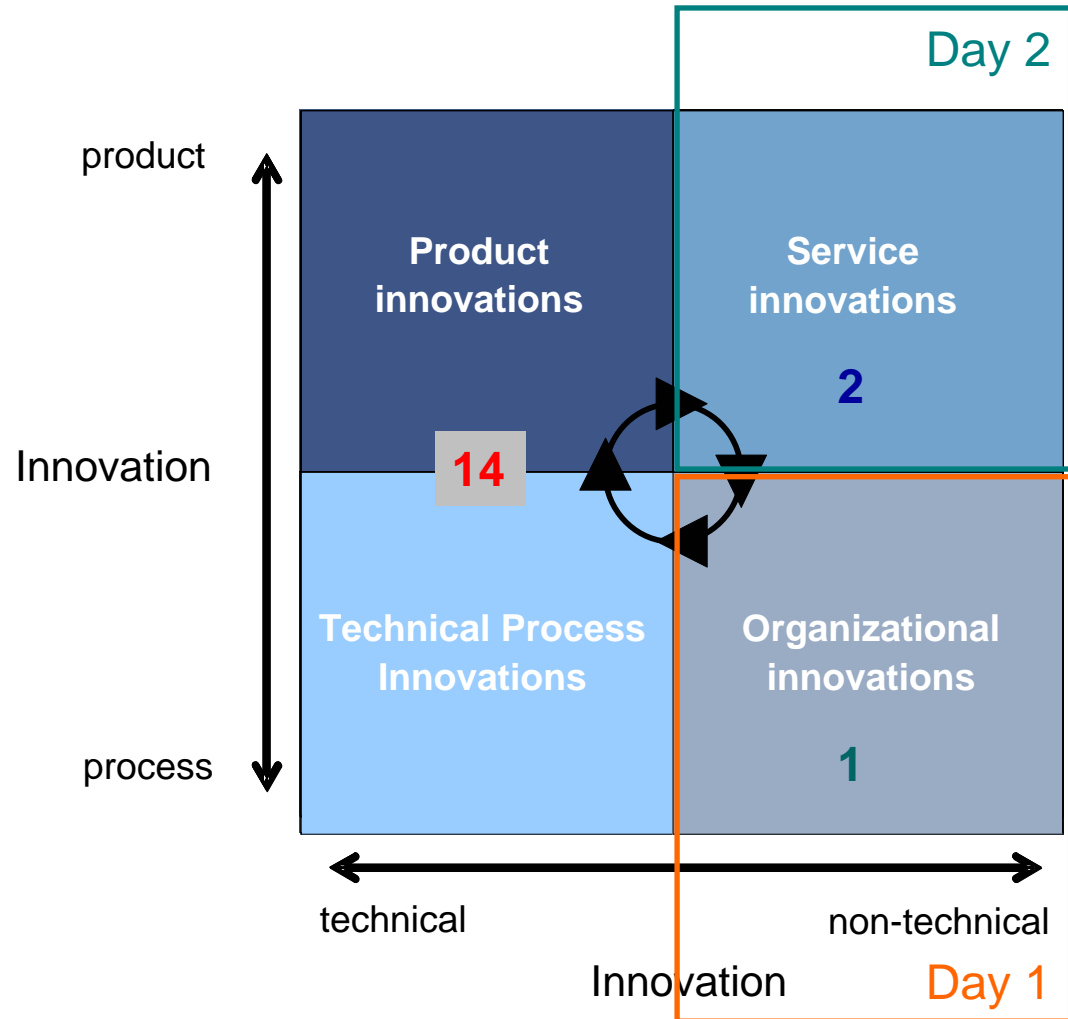 Day 2
product
Product
innovations
Service
innovations
2
Innovation
14
Technical Process
Innovations
Organizational
innovations
process
1
technical
non-technical
Innovation
Day 1